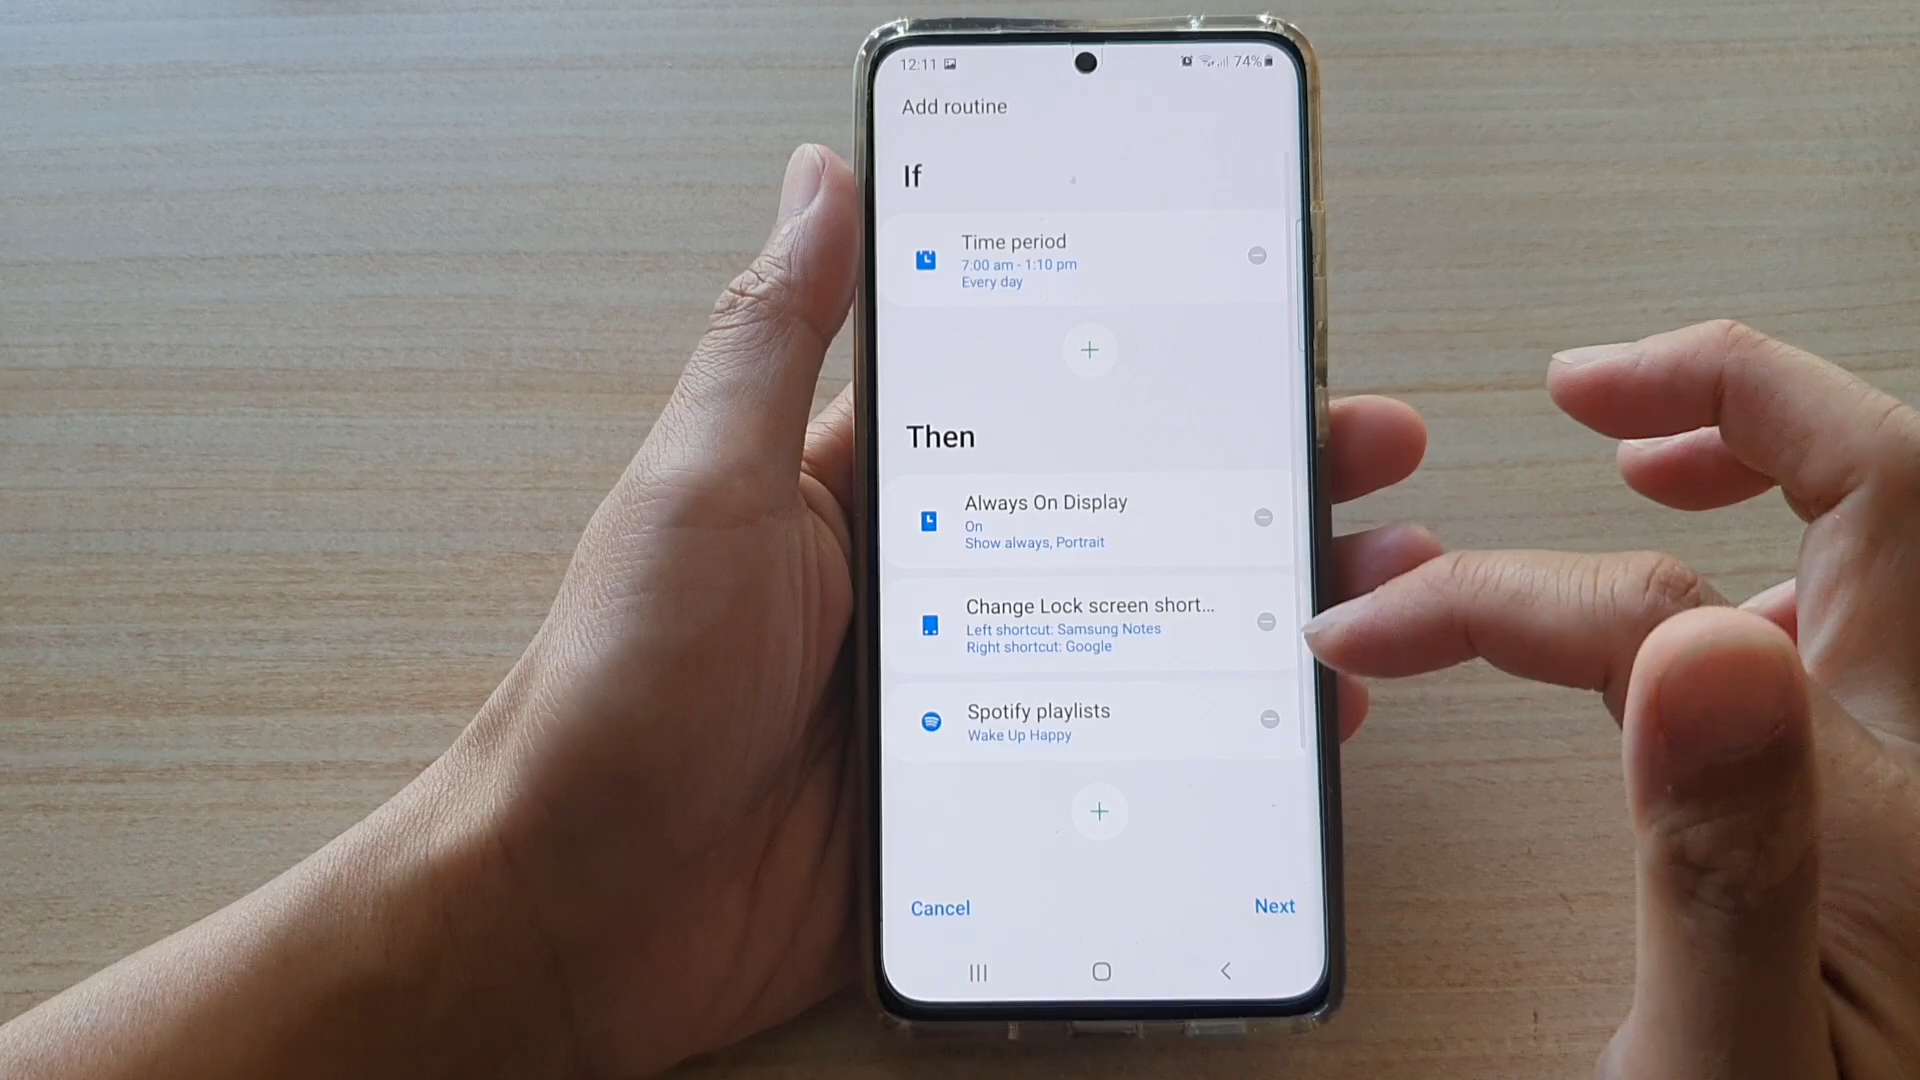 12:11
74%
Add routine
If
Time period
7:00 am - 1:10 pm
Every day
Then
Always On Display
On
Show always, Portrait
Change Lock screen short...
Left shortcut: Samsung Notes
Right shortcut: Google
Spotify playlists
Wake Up Happy
Cancel
Next